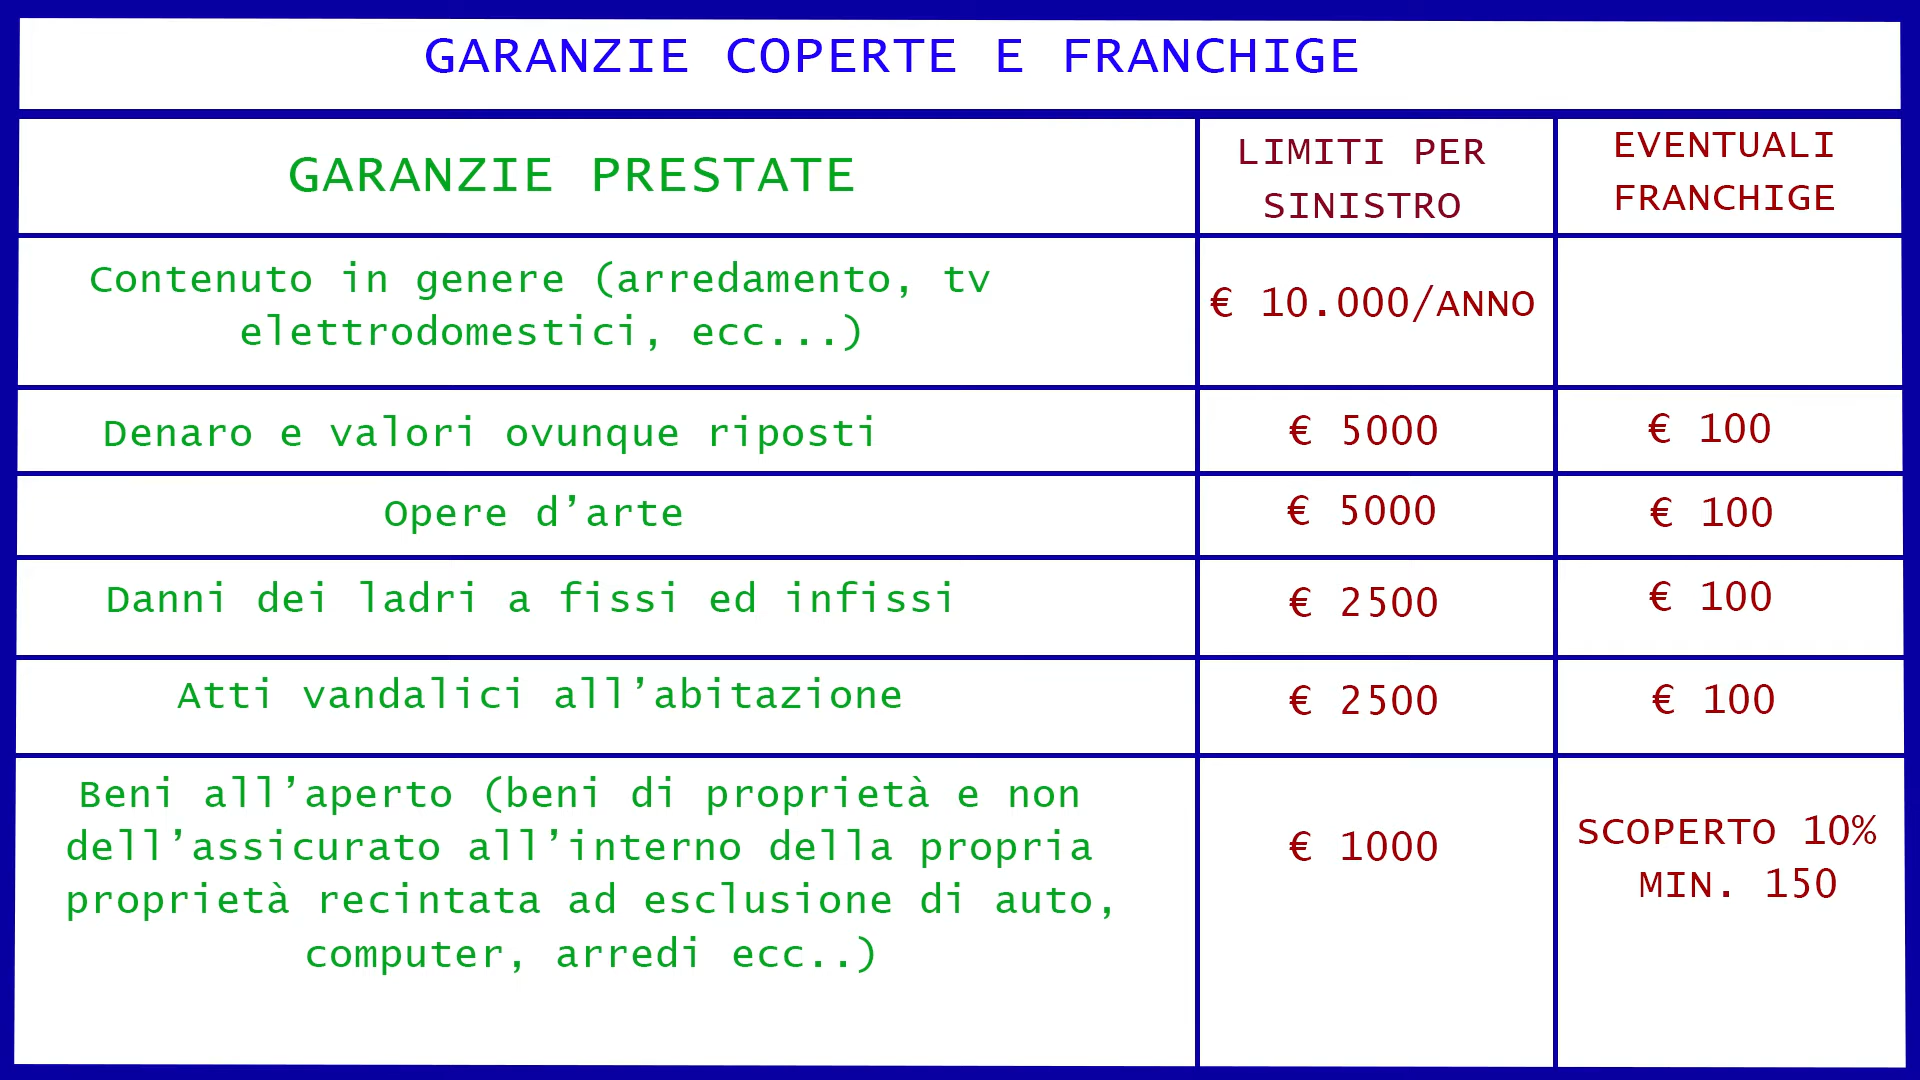 GARANZIE COPERTE E FRANCHIGE
GARANZIE PRESTATE
LIMITI PER
SINISTRO
EVENTUALI
FRANCHIGE
Contenuto in genere (arredamento, tv
elettrodomestici, ecc...)
€ 10.000/ANNO
Denaro e valori ovunque riposti
€ 5000
€ 100
Opere d’arte
€ 5000
€ 100
Danni dei ladri a fissi ed infissi
€ 2500
€ 100
Atti vandalici all’abitazione
€ 2500
€ 100
Beni all’aperto (beni di proprietà e non
dell’assicurato all’interno della propria
proprietà recintata ad esclusione di auto,
computer, arredi ecc..)
€ 1000
SCOPERTO 10%
MIN. 150